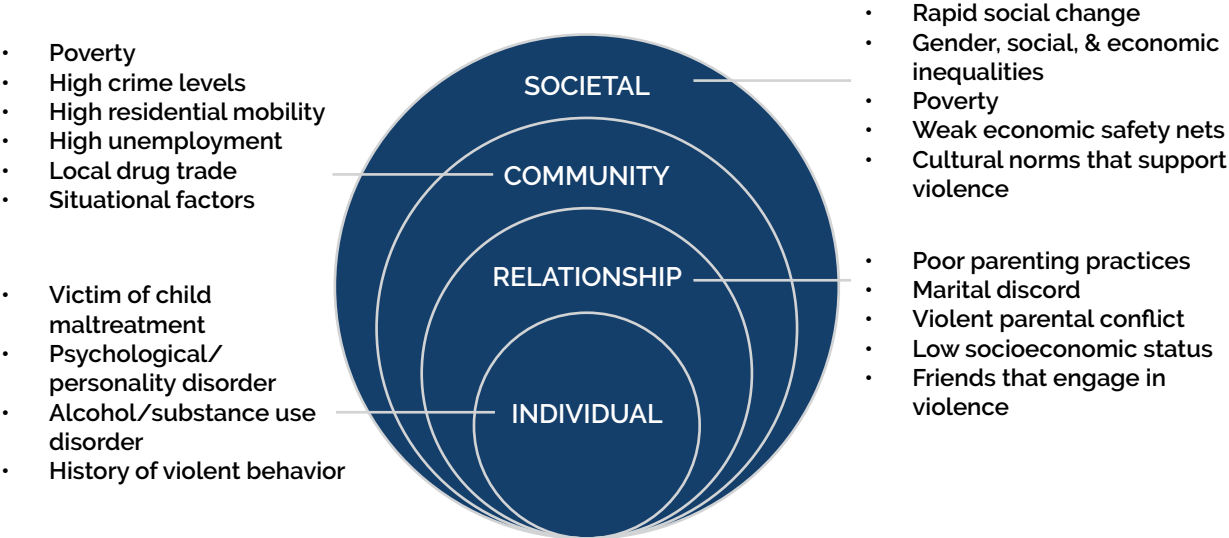 • Poverty
• High crime levels
• High residential mobility
• High unemployment
• Local drug trade
• Situational factors
• Victim of child
maltreatment
• Psychological/
personality disorder
• Alcohol/substance use
disorder
• History of violent behavior
SOCIETAL
COMMUNITY
RELATIONSHIP
INDIVIDUAL
• Rapid social change
• Gender, social, & economic
inequalities
• Poverty
• Weak economic safety nets
• Cultural norms that support
violence
• Poor parenting practices
• Marital discord
• Violent parental conflict
• Low socioeconomic status
• Friends that engage in
violence